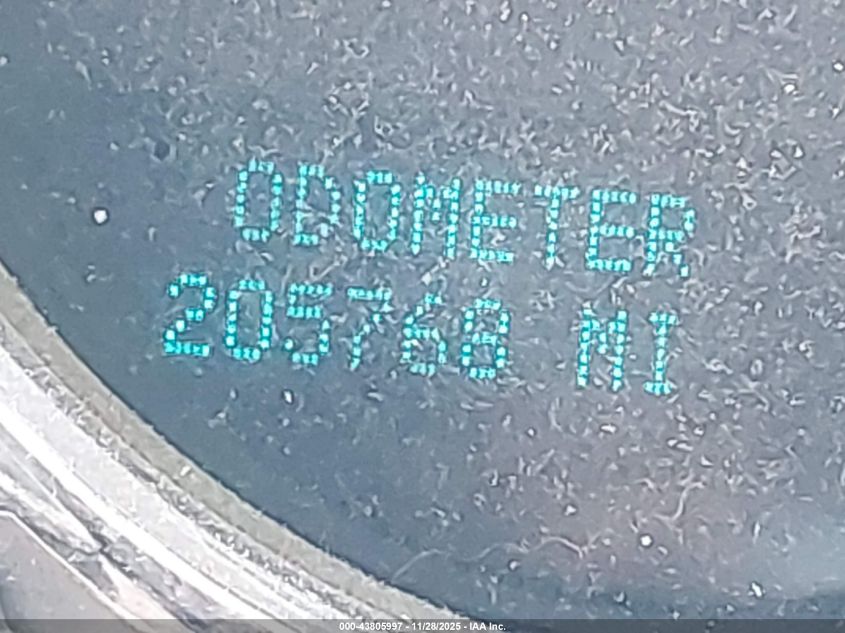 ODOMETER
205768 MI
000-43805997 - 11/28/2025 - IAA Inc.